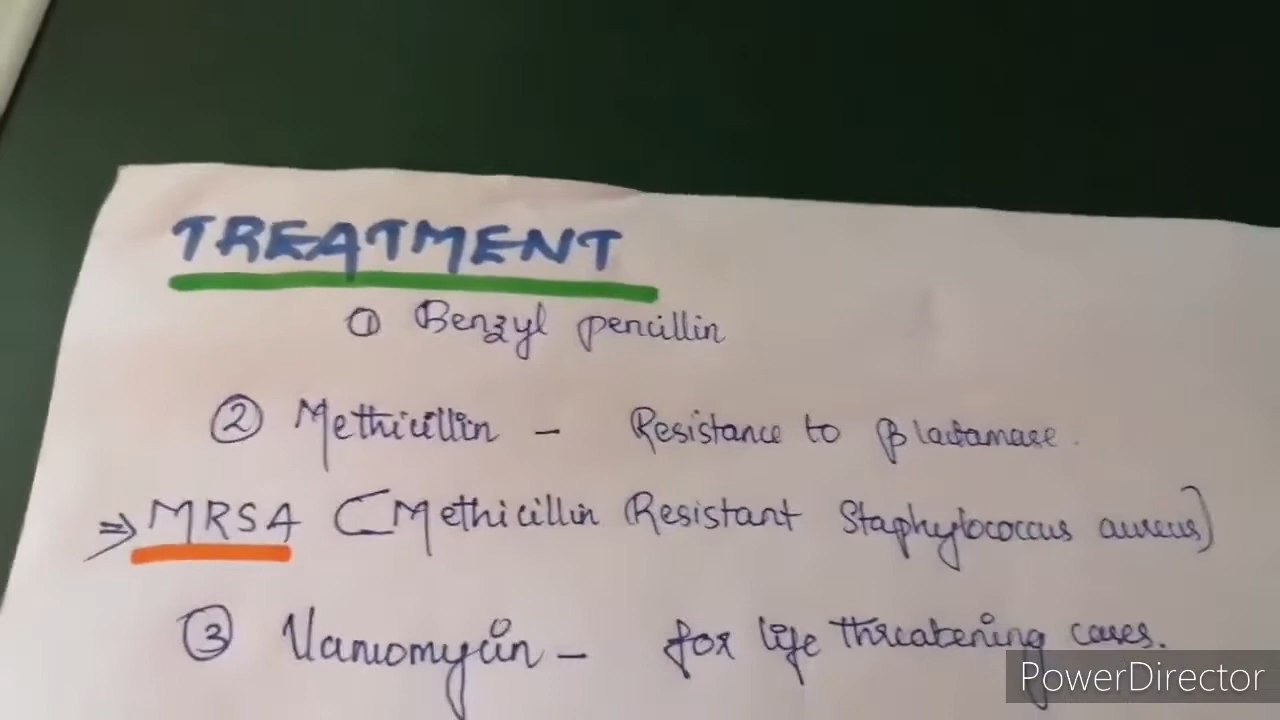 TREATMENT
① Benzyl pencillin
② Methicillin - Resistance to β lactamase.
⇒ MRSA (Methicillin Resistant Staphylococcus aureus)
③ Vancomycin - for life threatening cases.
PowerDirector